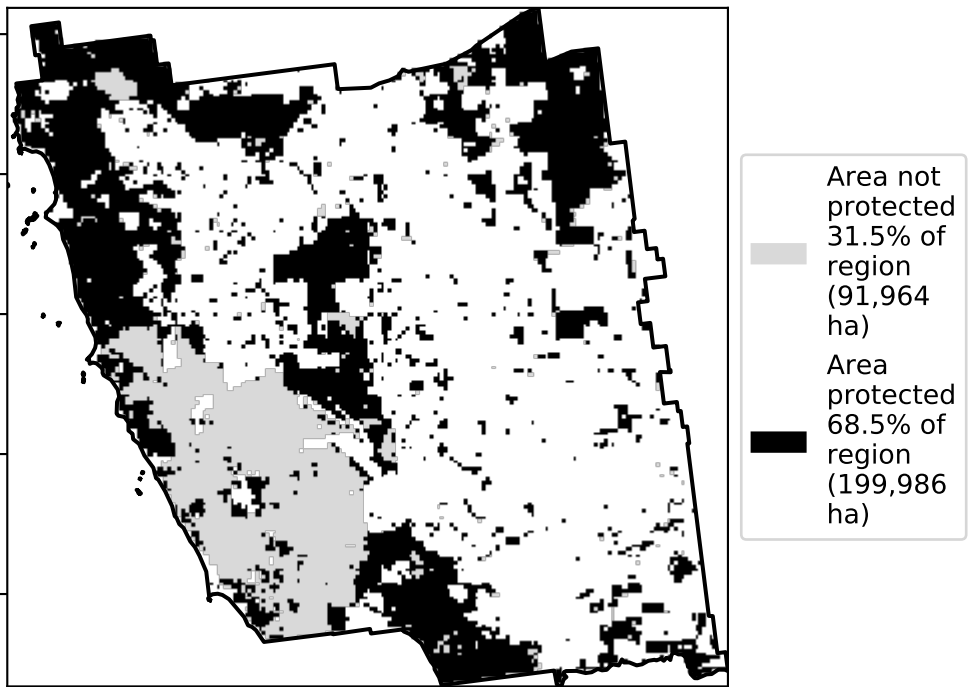 Area not
protected
31.5% of
region
(91,964
ha)
Area
protected
68.5% of
region
(199,986
ha)